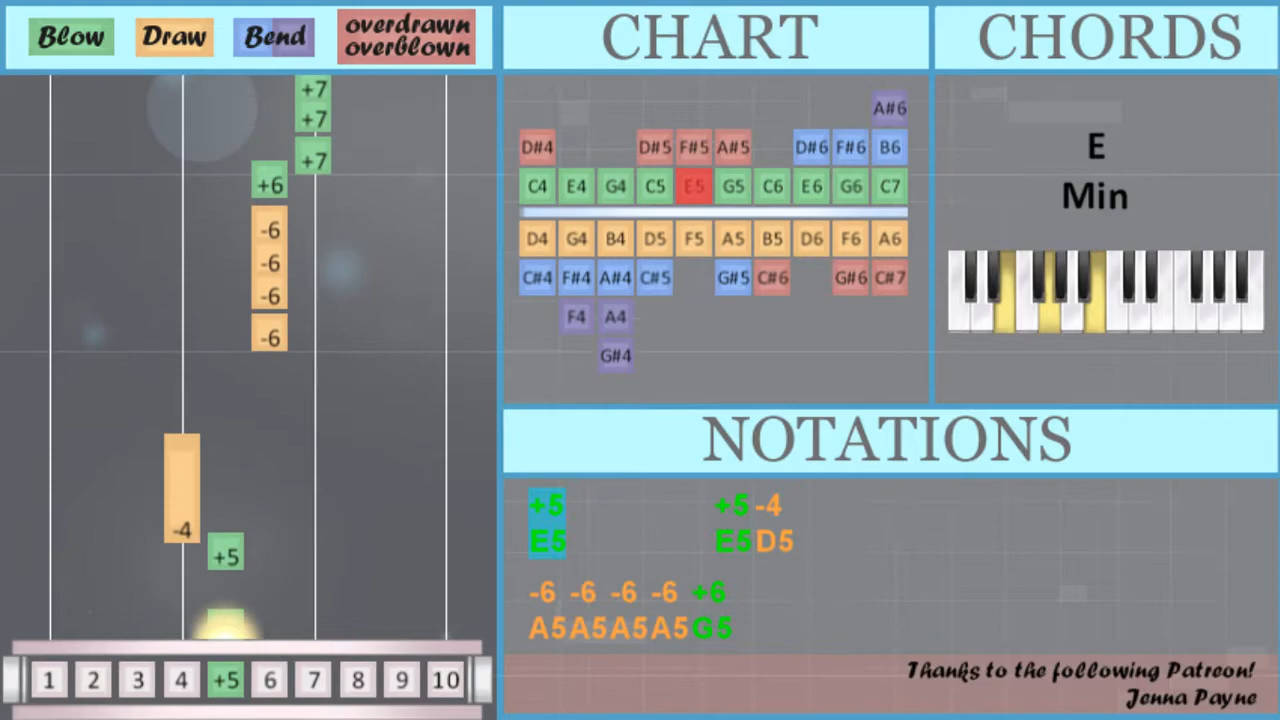 Blow Draw Bend overdrawn
overblown
CHART
CHORDS
+7
+7
+7
+6
-6
-6
-6
-6
-4
+5
1 2 3 4 +5 6 7 8 9 10
A#6
D#4 D#5 F#5 A#5 D#6 F#6 B6
C4 E4 G4 C5 E5 G5 C6 E6 G6 C7
D4 G4 B4 D5 F5 A5 B5 D6 F6 A6
C#4 F#4 A#4 C#5 G#5 C#6 G#6 C#7
F4 A4
G#4
E
Min
NOTATIONS
+5 +5 -4
E5 E5 D5
-6 -6 -6 -6 +6
A5 A5 A5 A5 G5
Thanks to the following Patreon!
Jenna Payne